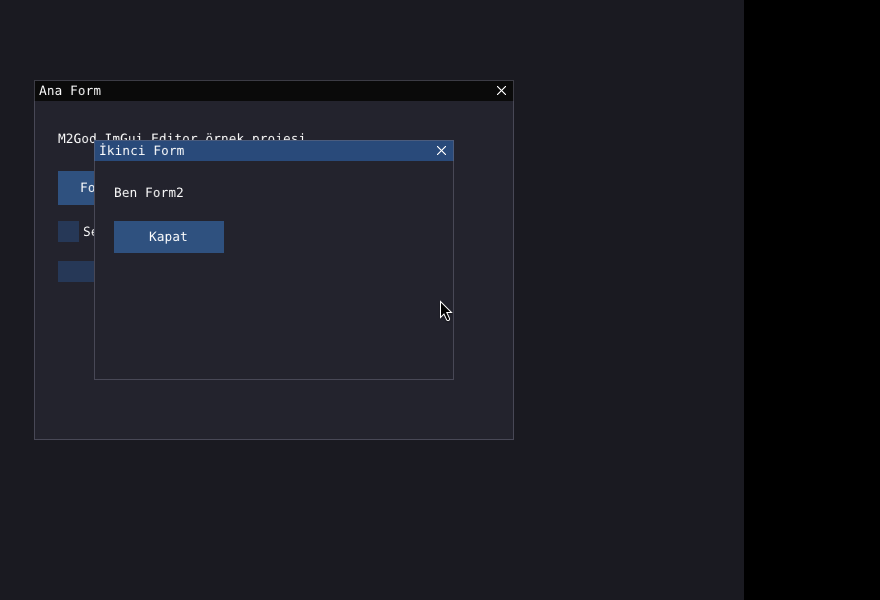 Ana Form
M2God ImGui Editor örnek projesi
İkinci Form
Ben Form2
Kapat